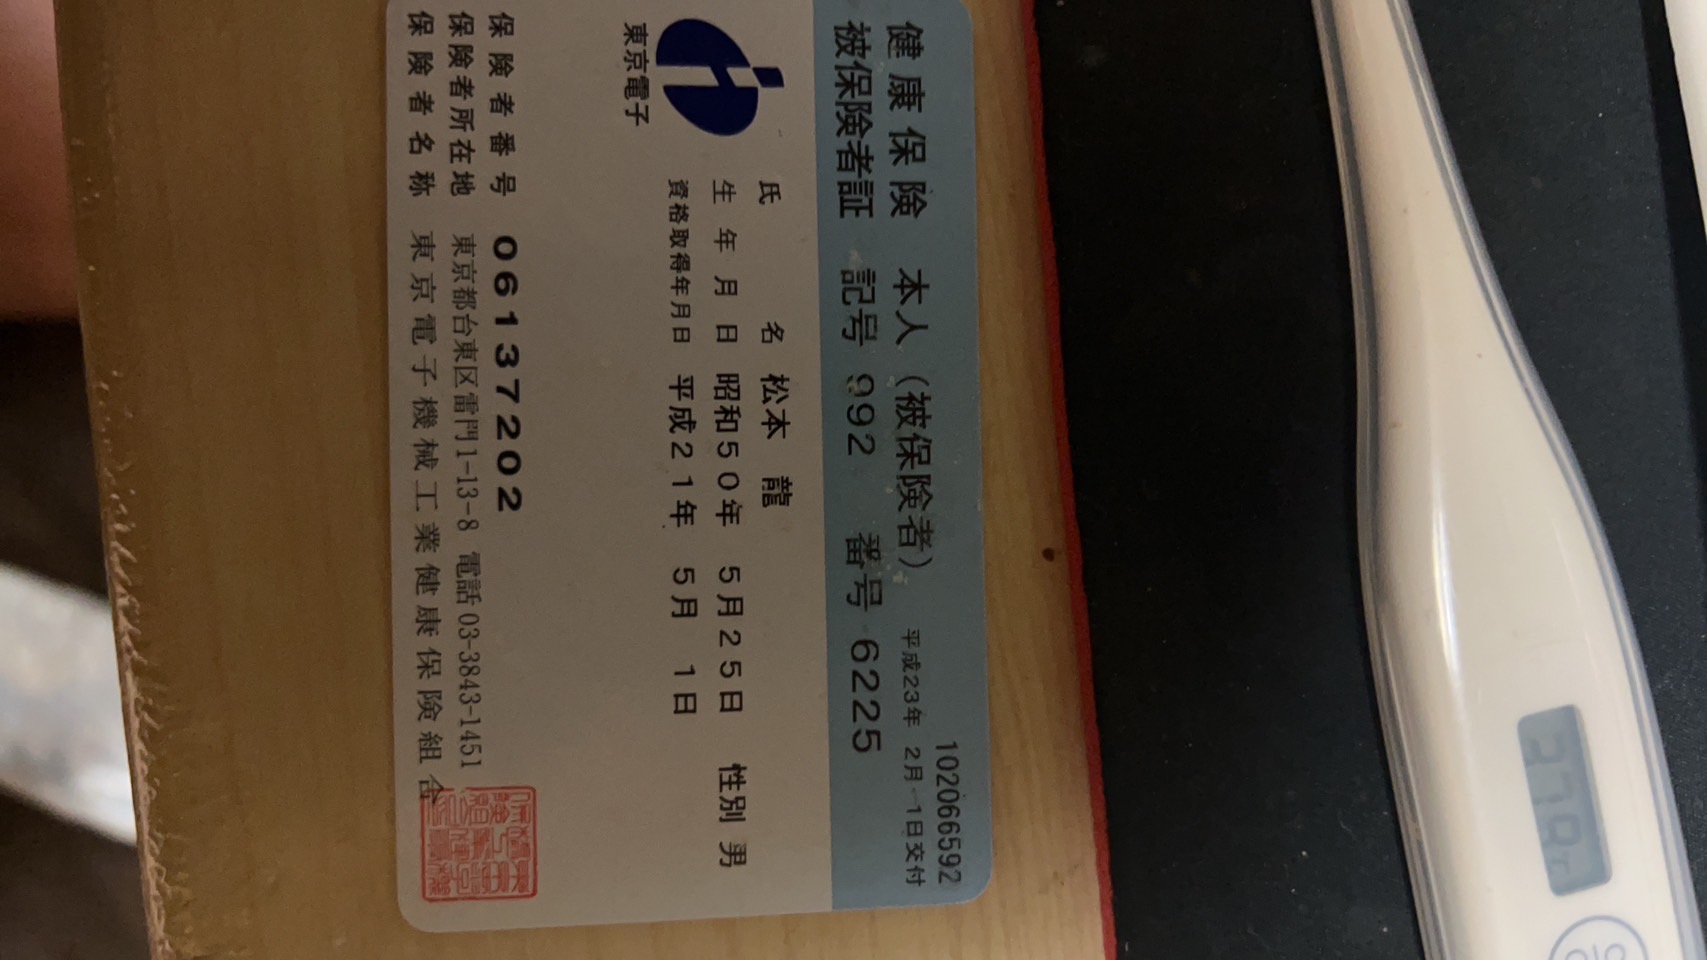 健康保険 本人（被保険者） 平成23年 2月 1日交付
102066592
被保険者証 記号 992 番号 6225
氏名 松本 龍
生年月日 昭和50年 5月25日 性別 男
資格取得年月日 平成21年 5月 1日
東京電子
保険者番号 06137202
保険者所在地 東京都台東区雷門1-13-8 電話03-3843-1451
保険者名称 東京電子機械工業健康保険組合
37.8